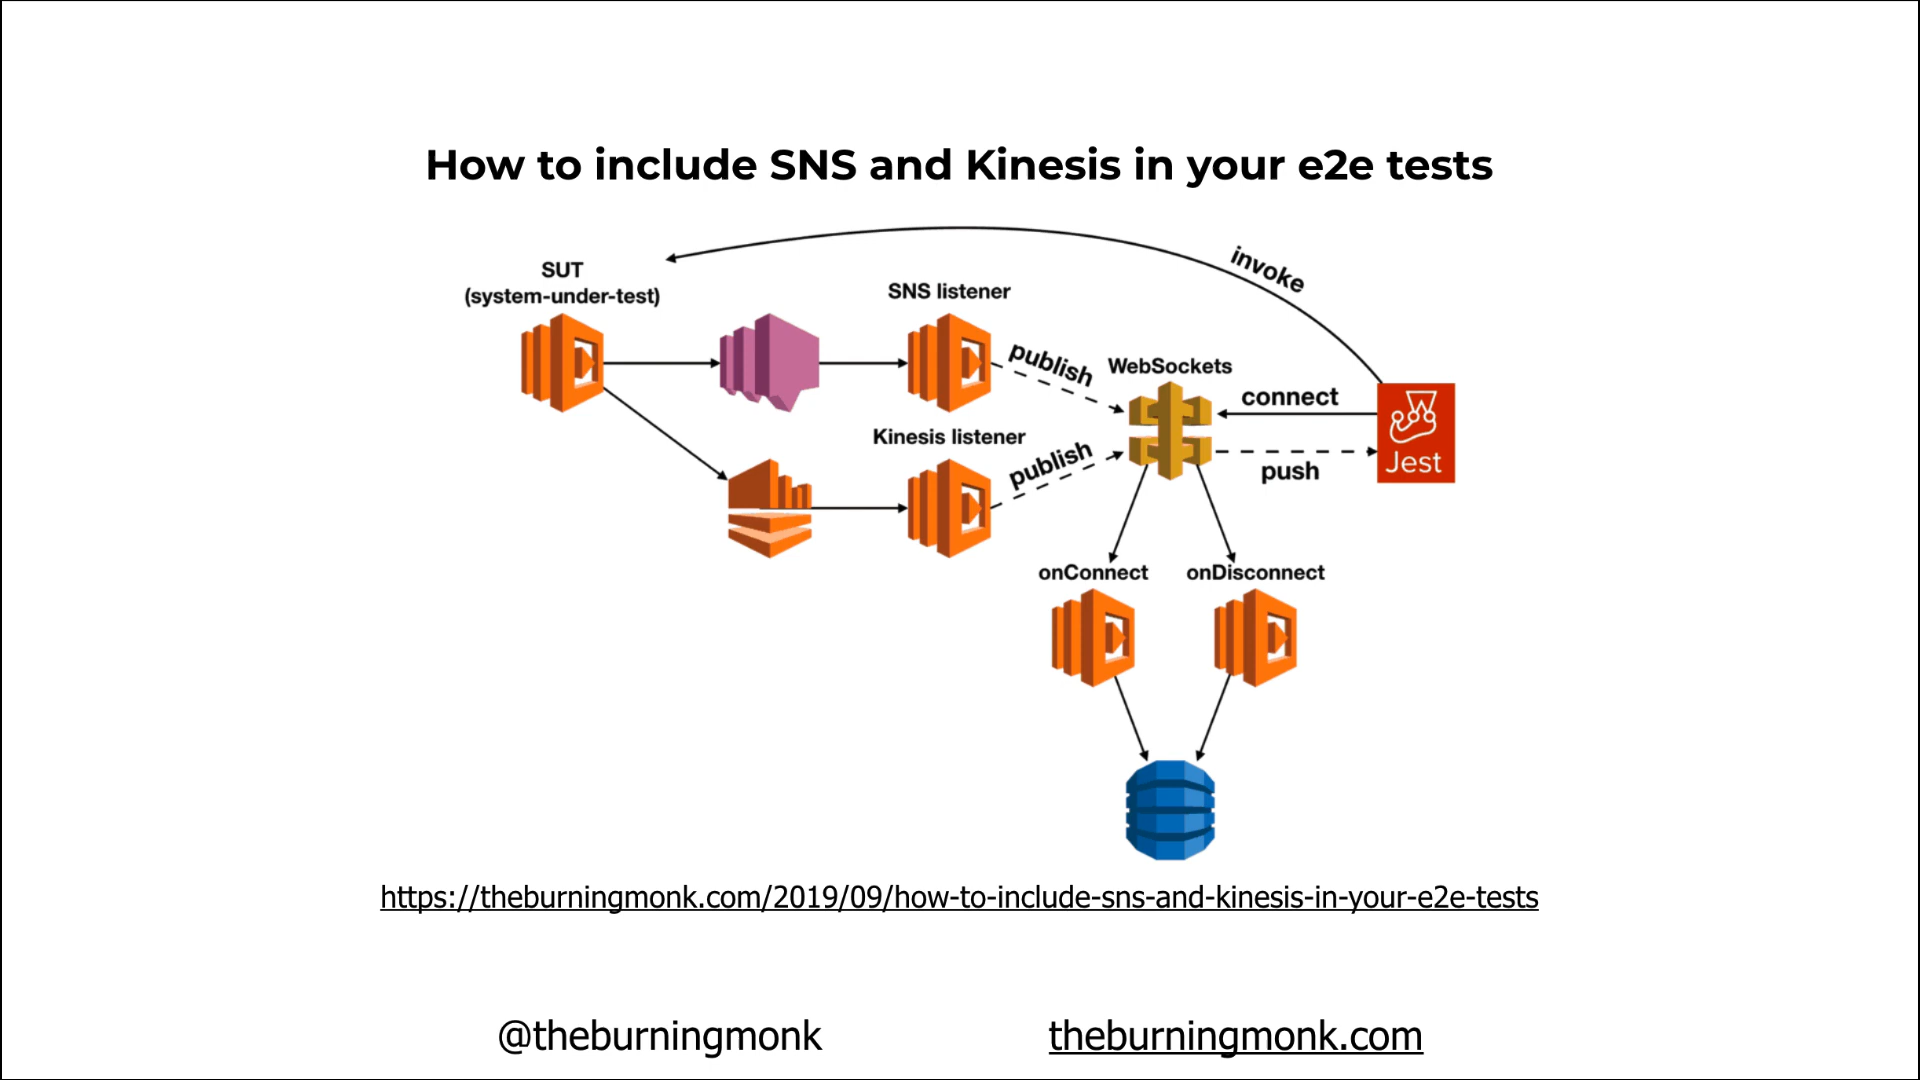 How to include SNS and Kinesis in your e2e tests
invoke
SUT
(system-under-test)
SNS listener
publish
WebSockets
connect
Kinesis listener
publish
push
Jest
onConnect
onDisconnect
https://theburningmonk.com/2019/09/how-to-include-sns-and-kinesis-in-your-e2e-tests
@theburningmonk
theburningmonk.com